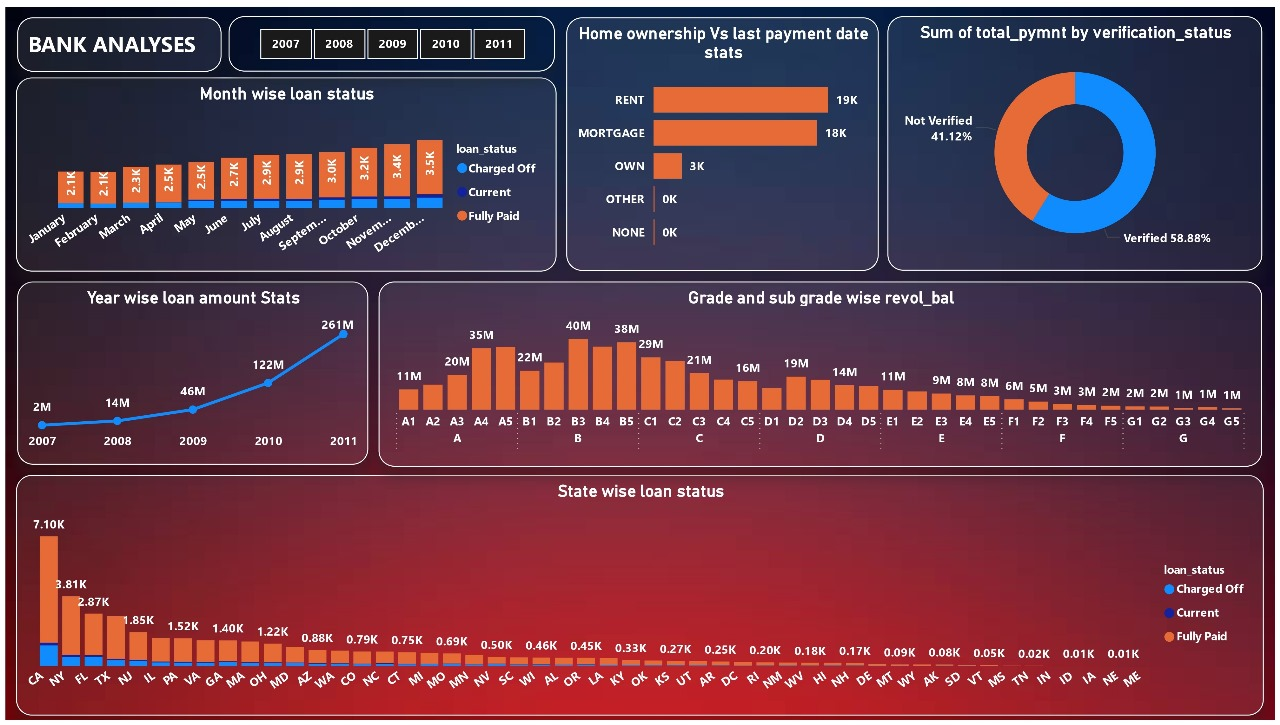 BANK ANALYSES
2007 2008 2009 2010 2011
Month wise loan status
2.1K 2.1K 2.3K 2.5K 2.5K 2.7K 2.9K 2.9K 3.0K 3.2K 3.4K 3.5K
January February March April May June July August Septem... October Novem... Decemb...
loan_status
Charged Off
Current
Fully Paid
Home ownership Vs last payment date
stats
RENT 19K
MORTGAGE 18K
OWN 3K
OTHER 0K
NONE 0K
Sum of total_pymnt by verification_status
Not Verified
41.12%
Verified 58.88%
Year wise loan amount Stats
2M 14M 46M 122M 261M
2007 2008 2009 2010 2011
Grade and sub grade wise revol_bal
11M 20M 35M 22M 40M 38M 29M 21M 16M 19M 14M 11M 9M 8M 8M 6M 5M 3M 3M 2M 2M 2M 1M 1M 1M
A1 A2 A3 A4 A5 B1 B2 B3 B4 B5 C1 C2 C3 C4 C5 D1 D2 D3 D4 D5 E1 E2 E3 E4 E5 F1 F2 F3 F4 F5 G1 G2 G3 G4 G5
A B C D E F G
State wise loan status
7.10K 3.81K 2.87K 1.85K 1.52K 1.40K 1.22K 0.88K 0.79K 0.75K 0.69K 0.50K 0.46K 0.45K 0.33K 0.27K 0.25K 0.20K 0.18K 0.17K 0.09K 0.08K 0.05K 0.02K 0.01K 0.01K
CA NY FL TX NJ IL PA VA GA MA OH MD AZ WA CO NC CT MI MO MN NV SC WI AL OR LA KY OK KS UT AR DC RI NM WV HI NH DE MT WY AK SD VT MS TN IN ID IA NE ME
loan_status
Charged Off
Current
Fully Paid